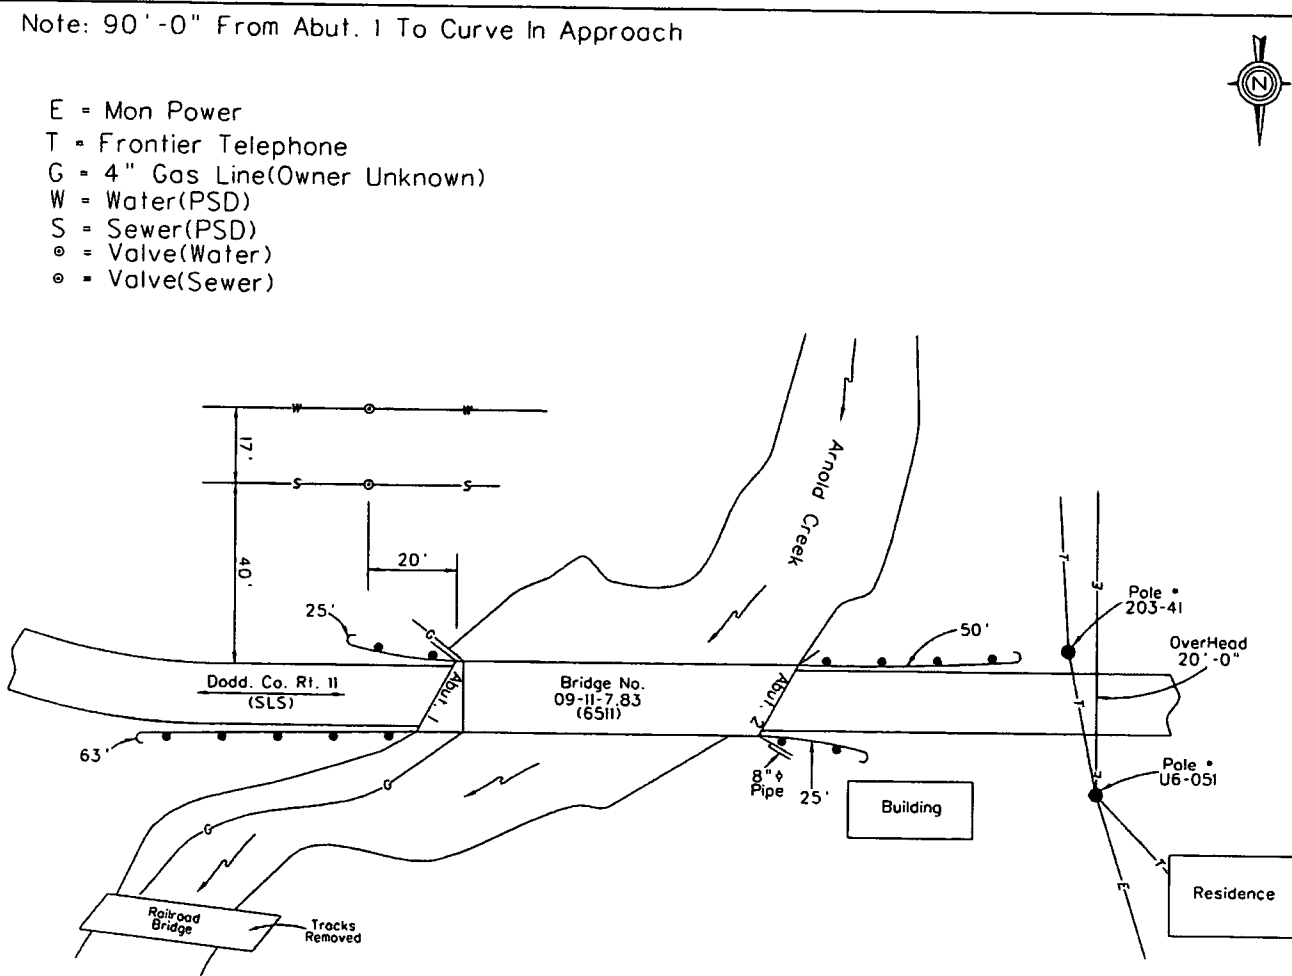 Note: 90'-0" From Abut. 1 To Curve In Approach
N
E = Mon Power
T = Frontier Telephone
G = 4" Gas Line(Owner Unknown)
W = Water(PSD)
S = Sewer(PSD)
⊙ = Valve(Water)
⊙ = Valve(Sewer)
W W
17'
S S
Arnold Creek
40'
20'
T
E
25'
G
Pole #
203-41
50'
OverHead
20'-0"
Dodd. Co. Rt. 11
(SLS)
Abut. 1
Bridge No.
09-11-7.83
(6511)
Abut. 2
T
63'
8"ϕ
Pipe
25'
Pole #
U6-051
G
Building
G
T
E
Residence
Railroad
Bridge
Tracks
Removed